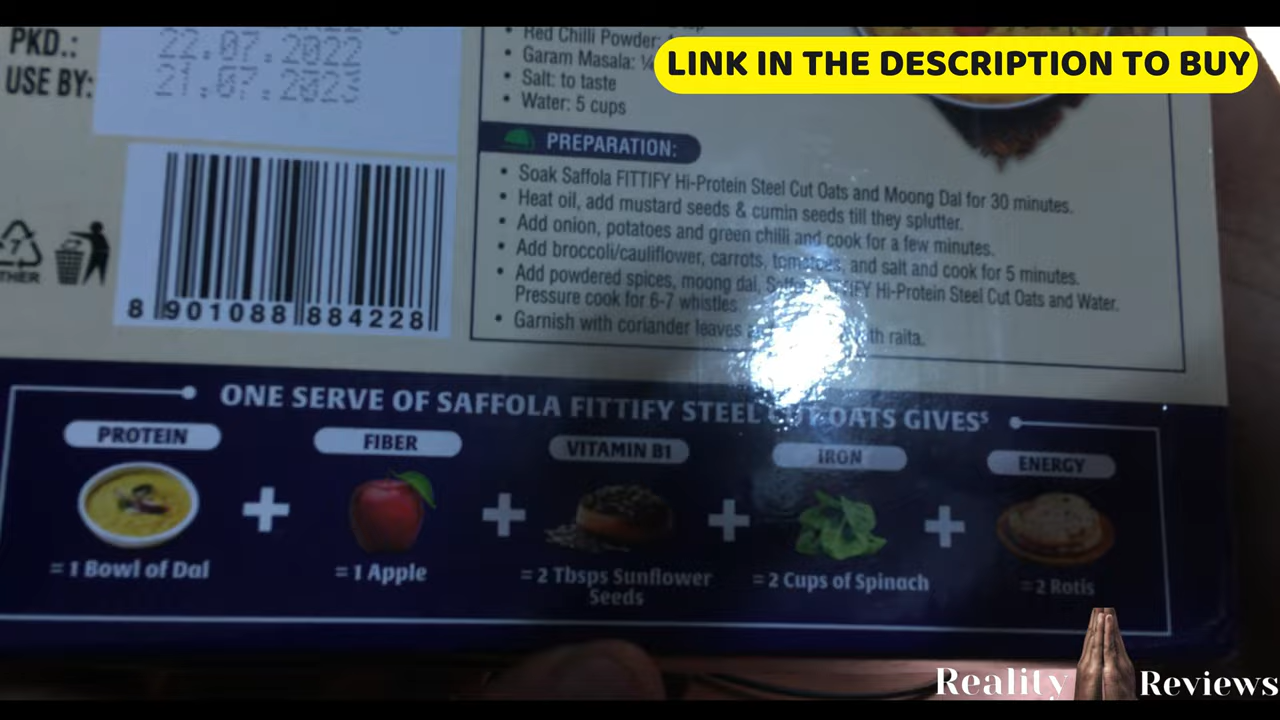 PKD.:
22.07.2022
USE BY:
21.07.2023
THER
8 901088 884228
• Red Chilli Powder:
• Garam Masala:
• Salt: to taste
• Water: 5 cups
LINK IN THE DESCRIPTION TO BUY
PREPARATION:
• Soak Saffola FITTIFY Hi-Protein Steel Cut Oats and Moong Dal for 30 minutes.
• Heat oil, add mustard seeds & cumin seeds till they splutter.
• Add onion, potatoes and green chilli and cook for a few minutes.
• Add broccoli/cauliflower, carrots, tomatoes, and salt and cook for 5 minutes.
• Add powdered spices, moong dal, Hi-Protein Steel Cut Oats and Water.
Pressure cook for 6-7 whistles.
• Garnish with coriander leaves raita.
ONE SERVE OF SAFFOLA FITTIFY STEEL CUT OATS GIVES$
PROTEIN
= 1 Bowl of Dal
+
FIBER
= 1 Apple
+
VITAMIN B1
= 2 Tbsps Sunflower
Seeds
+
IRON
= 2 Cups of Spinach
+
ENERGY
= 2 Rotis
Reality Reviews